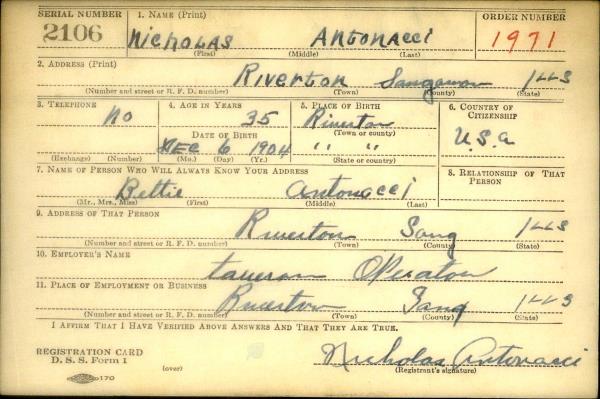 SERIAL NUMBER 1. NAME (Print) ORDER NUMBER
2106 NICHOLAS ANTONACCI 1971
(First) (Middle) (Last)
2. ADDRESS (Print)
RIVERTON Sangamon ILLS
(Number and street or R. F. D. number) (Town) (County) (State)
3. TELEPHONE 4. AGE IN YEARS 5. PLACE OF BIRTH 6. COUNTRY OF CITIZENSHIP
No 35 Riverton
DATE OF BIRTH (Town or county) U.S.a
DEC 6 1904 " "
(Exchange) (Number) (Mo.) (Day) (Yr.) (State or country)
7. NAME OF PERSON WHO WILL ALWAYS KNOW YOUR ADDRESS 8. RELATIONSHIP OF THAT PERSON
Bettie Antonacci
(Mr., Mrs., Miss) (First) (Middle) (Last)
9. ADDRESS OF THAT PERSON
Riverton Sang ILLS
(Number and street or R. F. D. number) (Town) (County) (State)
10. EMPLOYER'S NAME
Tavern Operator
11. PLACE OF EMPLOYMENT OR BUSINESS
Riverton Sang ILLS
(Number and street or R. F. D. number) (Town) (County) (State)
I AFFIRM THAT I HAVE VERIFIED ABOVE ANSWERS AND THAT THEY ARE TRUE.
REGISTRATION CARD Nicholas Antonacci
D. S. S. Form 1 (over) (Registrant's signature)